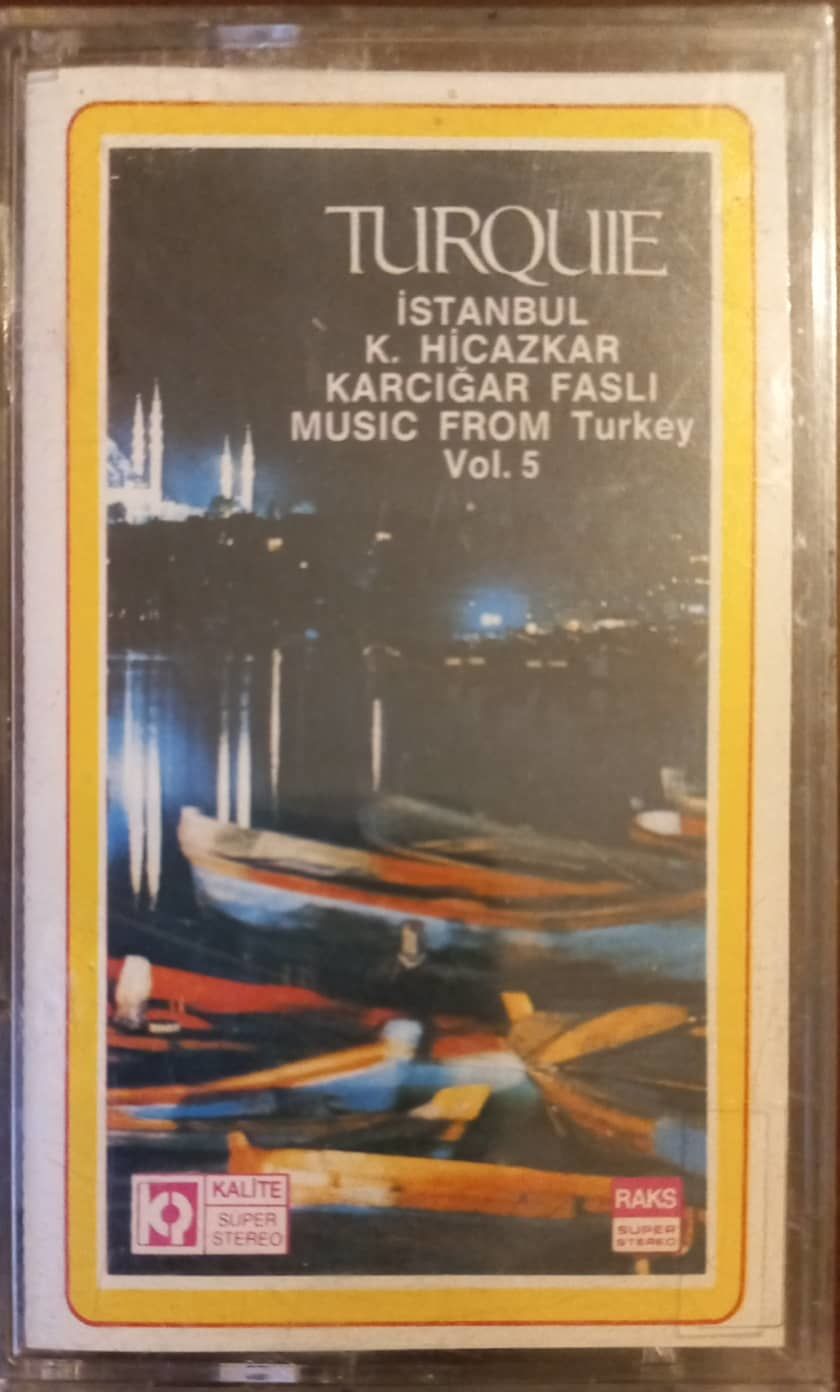 TURQUIE
İSTANBUL
K. HİCAZKAR
KARCIĞAR FASLI
MUSIC FROM Turkey
Vol. 5
KALİTE
SUPER
STEREO
RAKS
SUPER
STEREO